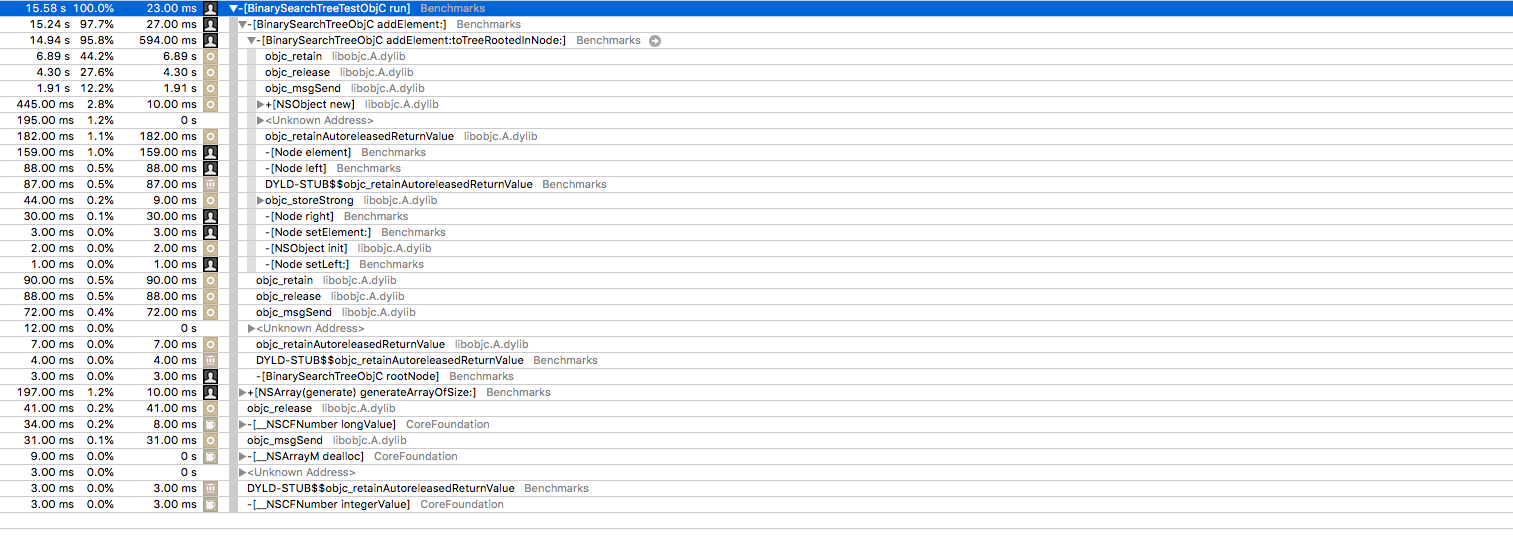 15.58 s 100.0% 23.00 ms ▼-[BinarySearchTreeTestObjC run] Benchmarks
15.24 s 97.7% 27.00 ms ▼-[BinarySearchTreeObjC addElement:] Benchmarks
14.94 s 95.8% 594.00 ms ▼-[BinarySearchTreeObjC addElement:toTreeRootedInNode:] Benchmarks
6.89 s 44.2% 6.89 s objc_retain libobjc.A.dylib
4.30 s 27.6% 4.30 s objc_release libobjc.A.dylib
1.91 s 12.2% 1.91 s objc_msgSend libobjc.A.dylib
445.00 ms 2.8% 10.00 ms ▶+[NSObject new] libobjc.A.dylib
195.00 ms 1.2% 0 s ▶<Unknown Address>
182.00 ms 1.1% 182.00 ms objc_retainAutoreleasedReturnValue libobjc.A.dylib
159.00 ms 1.0% 159.00 ms -[Node element] Benchmarks
88.00 ms 0.5% 88.00 ms -[Node left] Benchmarks
87.00 ms 0.5% 87.00 ms DYLD-STUB$$objc_retainAutoreleasedReturnValue Benchmarks
44.00 ms 0.2% 9.00 ms ▶objc_storeStrong libobjc.A.dylib
30.00 ms 0.1% 30.00 ms -[Node right] Benchmarks
3.00 ms 0.0% 3.00 ms -[Node setElement:] Benchmarks
2.00 ms 0.0% 2.00 ms -[NSObject init] libobjc.A.dylib
1.00 ms 0.0% 1.00 ms -[Node setLeft:] Benchmarks
90.00 ms 0.5% 90.00 ms objc_retain libobjc.A.dylib
88.00 ms 0.5% 88.00 ms objc_release libobjc.A.dylib
72.00 ms 0.4% 72.00 ms objc_msgSend libobjc.A.dylib
12.00 ms 0.0% 0 s ▶<Unknown Address>
7.00 ms 0.0% 7.00 ms objc_retainAutoreleasedReturnValue libobjc.A.dylib
4.00 ms 0.0% 4.00 ms DYLD-STUB$$objc_retainAutoreleasedReturnValue Benchmarks
3.00 ms 0.0% 3.00 ms -[BinarySearchTreeObjC rootNode] Benchmarks
197.00 ms 1.2% 10.00 ms ▶+[NSArray(generate) generateArrayOfSize:] Benchmarks
41.00 ms 0.2% 41.00 ms objc_release libobjc.A.dylib
34.00 ms 0.2% 8.00 ms ▶-[__NSCFNumber longValue] CoreFoundation
31.00 ms 0.1% 31.00 ms objc_msgSend libobjc.A.dylib
9.00 ms 0.0% 0 s ▶-[__NSArrayM dealloc] CoreFoundation
3.00 ms 0.0% 0 s ▶<Unknown Address>
3.00 ms 0.0% 3.00 ms DYLD-STUB$$objc_retainAutoreleasedReturnValue Benchmarks
3.00 ms 0.0% 3.00 ms -[__NSCFNumber integerValue] CoreFoundation